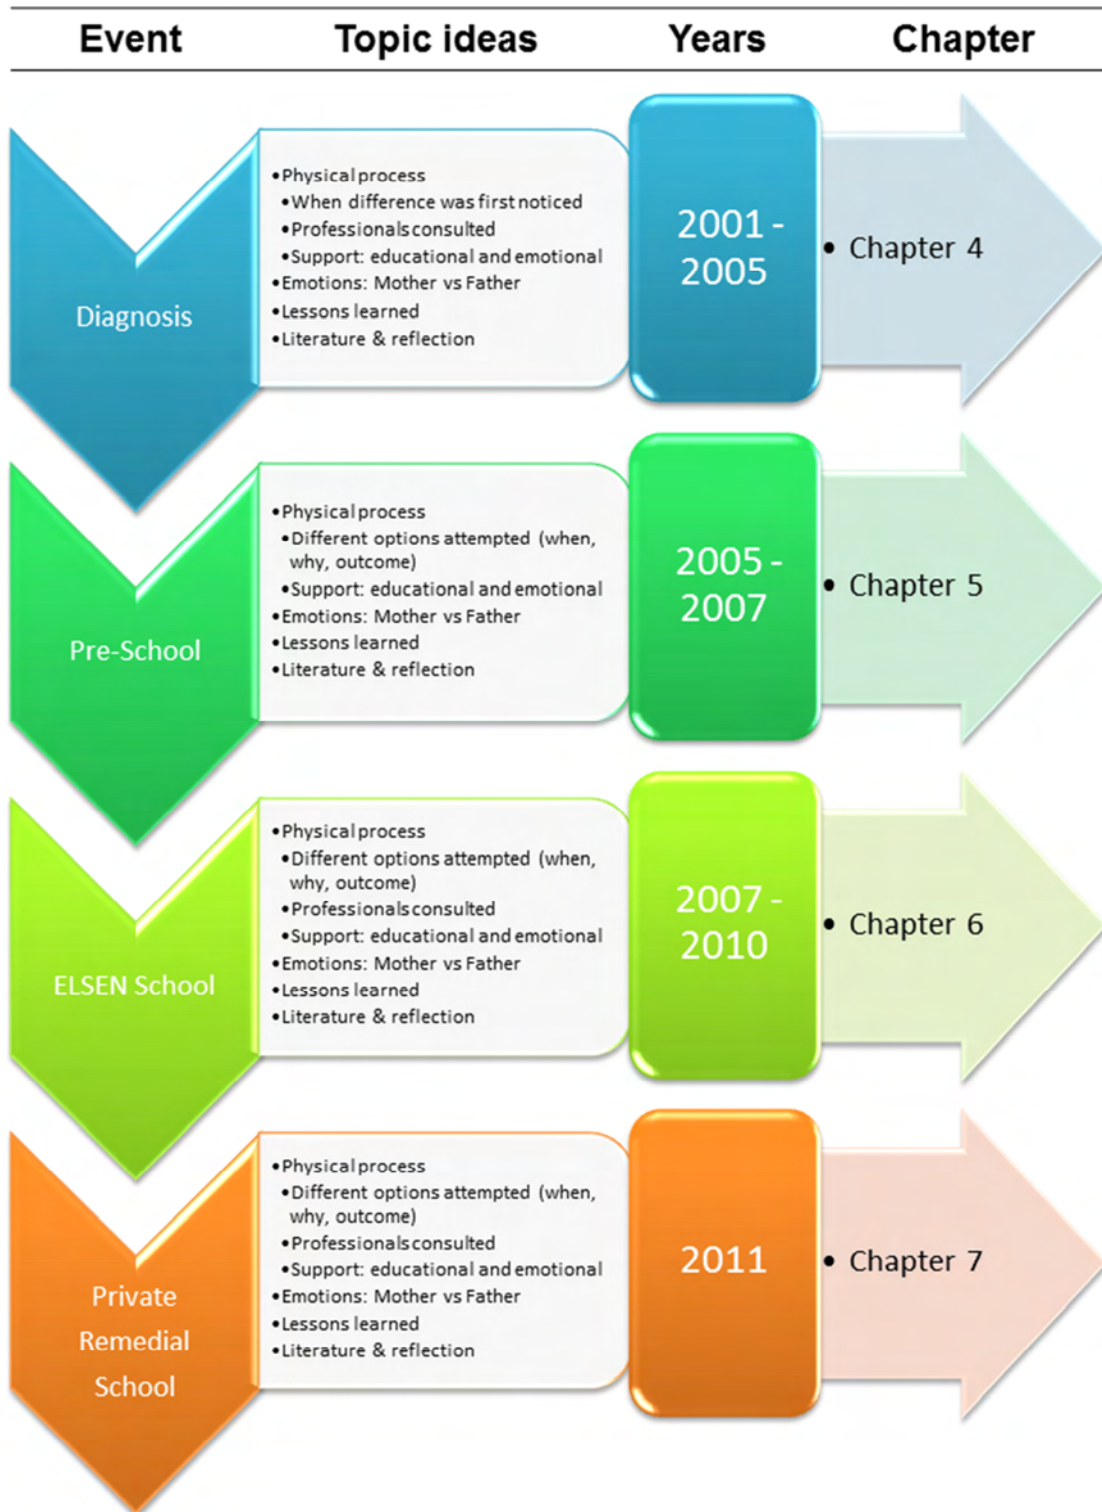 Event Topic ideas Years Chapter
Diagnosis
•Physical process
•When difference was first noticed
•Professionals consulted
•Support: educational and emotional
•Emotions: Mother vs Father
•Lessons learned
•Literature & reflection
2001 -
2005
• Chapter 4
Pre-School
•Physical process
•Different options attempted (when,
why, outcome)
•Support: educational and emotional
•Emotions: Mother vs Father
•Lessons learned
•Literature & reflection
2005 -
2007
• Chapter 5
ELSEN School
•Physical process
•Different options attempted (when,
why, outcome)
•Professionals consulted
•Support: educational and emotional
•Emotions: Mother vs Father
•Lessons learned
•Literature & reflection
2007 -
2010
• Chapter 6
Private
Remedial
School
•Physical process
•Different options attempted (when,
why, outcome)
•Professionals consulted
•Support: educational and emotional
•Emotions: Mother vs Father
•Lessons learned
•Literature & reflection
2011
• Chapter 7